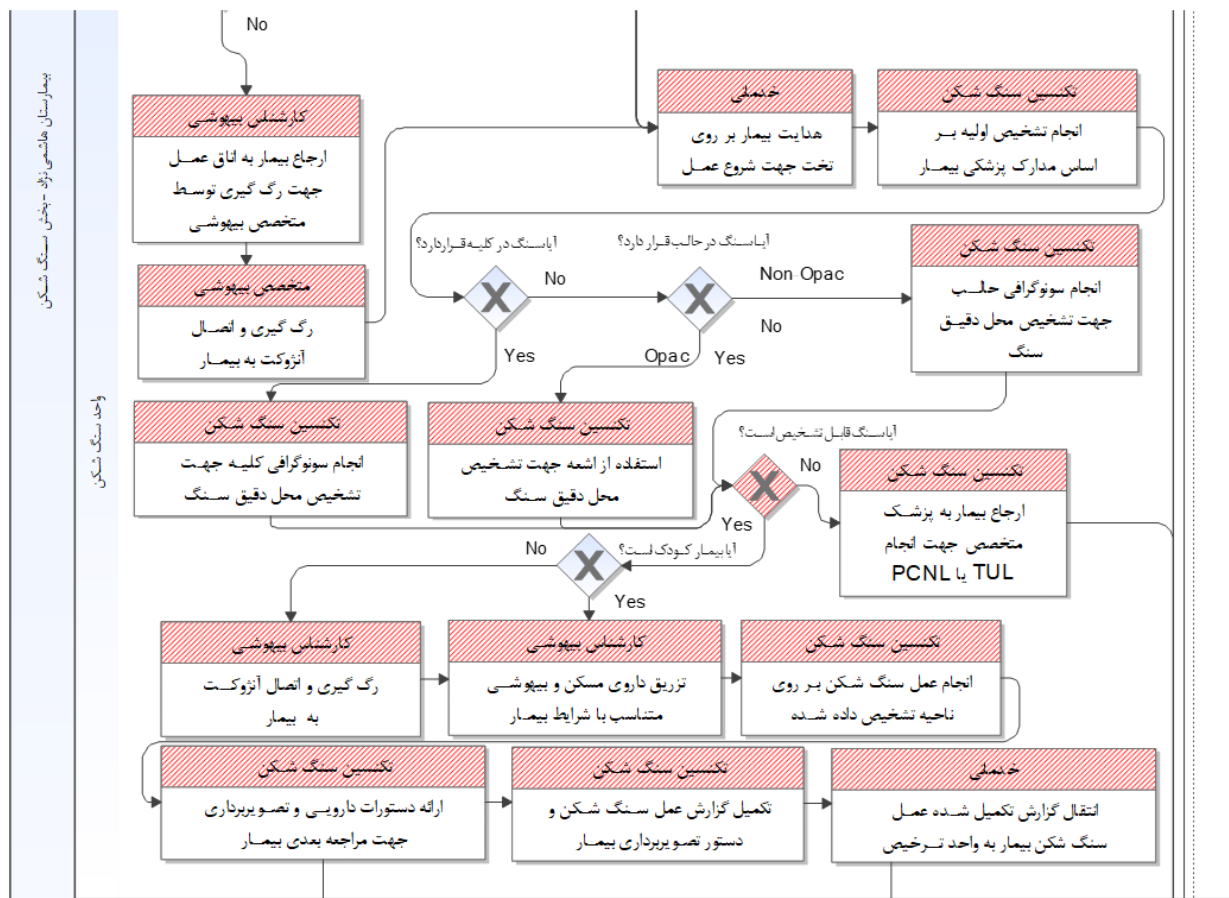 بیمارستان هاشمی نژاد - بخش سنگ شکن
واحد سنگ شکن
No
کارشناس بیهوشی
ارجاع بیمار به اتاق عمل
جهت رگ گیری توسط
متخصص بیهوشی
خدماتی
هدایت بیمار بر روی
تخت جهت شروع عمل
تکنسین سنگ شکن
انجام تشخیص اولیه بر
اساس مدارک پزشکی بیمار
متخصص بیهوشی
رگ گیری و اتصال
آنژوکت به بیمار
آیا سنگ در کلیه قرار دارد؟
No
Yes
آیا سنگ در حالب قرار دارد؟
Non-Opac
No
Opac
Yes
تکنسین سنگ شکن
انجام سونوگرافی حالب
جهت تشخیص محل دقیق
سنگ
تکنسین سنگ شکن
انجام سونوگرافی کلیه جهت
تشخیص محل دقیق سنگ
تکنسین سنگ شکن
استفاده از اشعه جهت تشخیص
محل دقیق سنگ
آیا سنگ قابل تشخیص است؟
No
Yes
تکنسین سنگ شکن
ارجاع بیمار به پزشک
متخصص جهت انجام
PCNL یا TUL
آیا بیمار کودک است؟
No
Yes
کارشناس بیهوشی
رگ گیری و اتصال آنژوکت
به بیمار
کارشناس بیهوشی
تزریق داروی مسکن و بیهوشی
متناسب با شرایط بیمار
تکنسین سنگ شکن
انجام عمل سنگ شکن بر روی
ناحیه تشخیص داده شده
تکنسین سنگ شکن
ارائه دستورات دارویی و تصویربرداری
جهت مراجعه بعدی بیمار
تکنسین سنگ شکن
تکمیل گزارش عمل سنگ شکن و
دستور تصویربرداری بیمار
خدماتی
انتقال گزارش تکمیل شده عمل
سنگ شکن بیمار به واحد ترخیص